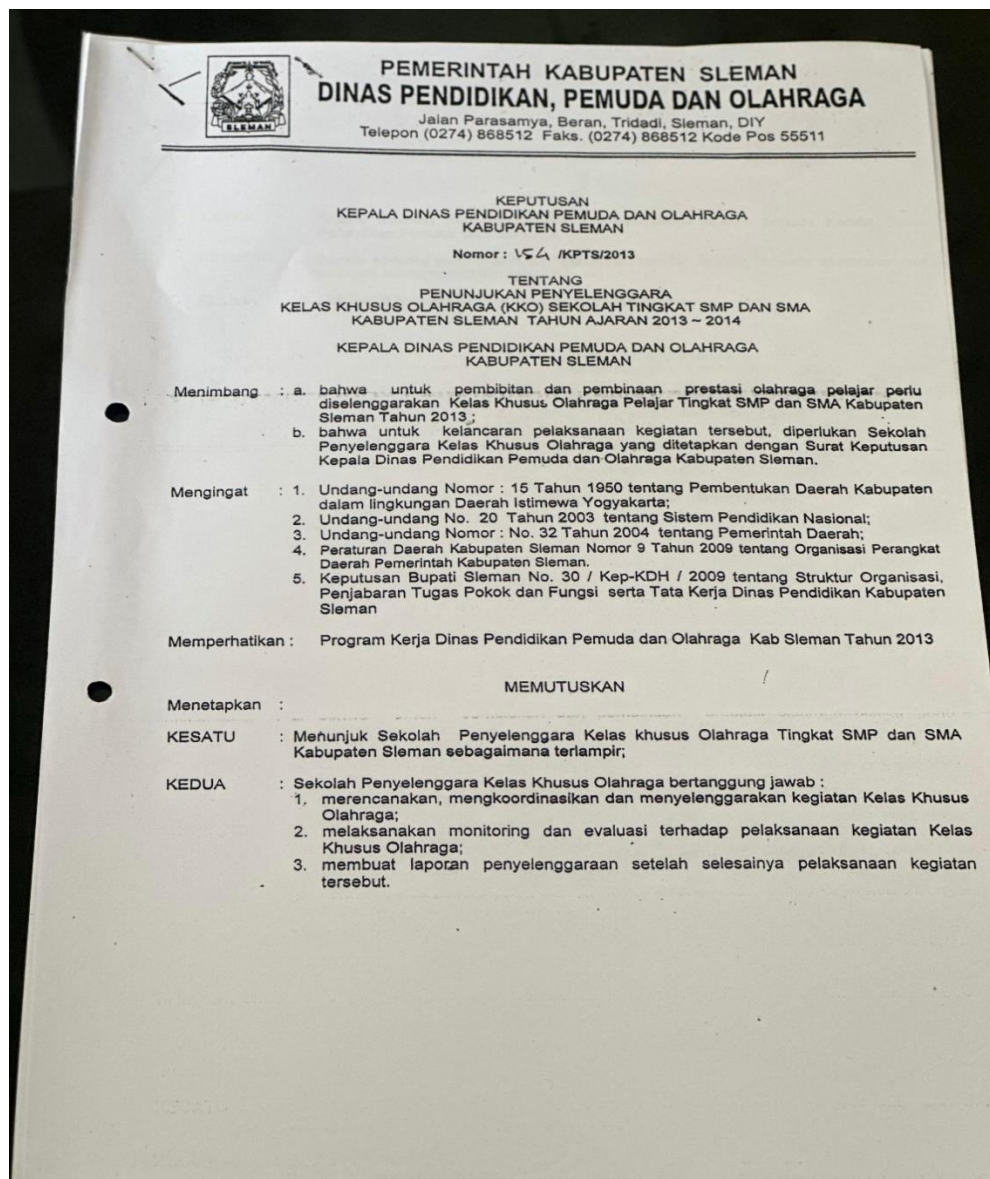 SLEMAN
PEMERINTAH KABUPATEN SLEMAN
DINAS PENDIDIKAN, PEMUDA DAN OLAHRAGA
Jalan Parasamya, Beran, Tridadi, Sleman, DIY
Telepon (0274) 868512 Faks. (0274) 868512 Kode Pos 55511
KEPUTUSAN
KEPALA DINAS PENDIDIKAN PEMUDA DAN OLAHRAGA
KABUPATEN SLEMAN
Nomor : 154 /KPTS/2013
TENTANG
PENUNJUKAN PENYELENGGARA
KELAS KHUSUS OLAHRAGA (KKO) SEKOLAH TINGKAT SMP DAN SMA
KABUPATEN SLEMAN TAHUN AJARAN 2013 ~ 2014
KEPALA DINAS PENDIDIKAN PEMUDA DAN OLAHRAGA
KABUPATEN SLEMAN
Menimbang : a. bahwa untuk pembibitan dan pembinaan prestasi olahraga pelajar perlu
diselenggarakan Kelas Khusus Olahraga Pelajar Tingkat SMP dan SMA Kabupaten
Sleman Tahun 2013 ;
b. bahwa untuk kelancaran pelaksanaan kegiatan tersebut, diperlukan Sekolah
Penyelenggara Kelas Khusus Olahraga yang ditetapkan dengan Surat Keputusan
Kepala Dinas Pendidikan Pemuda dan Olahraga Kabupaten Sleman.
Mengingat : 1. Undang-undang Nomor : 15 Tahun 1950 tentang Pembentukan Daerah Kabupaten
dalam lingkungan Daerah Istimewa Yogyakarta;
2. Undang-undang No. 20 Tahun 2003 tentang Sistem Pendidikan Nasional;
3. Undang-undang Nomor : No. 32 Tahun 2004 tentang Pemerintah Daerah;
4. Peraturan Daerah Kabupaten Sleman Nomor 9 Tahun 2009 tentang Organisasi Perangkat
Daerah Pemerintah Kabupaten Sleman.
5. Keputusan Bupati Sleman No. 30 / Kep-KDH / 2009 tentang Struktur Organisasi,
Penjabaran Tugas Pokok dan Fungsi serta Tata Kerja Dinas Pendidikan Kabupaten
Sleman
Memperhatikan : Program Kerja Dinas Pendidikan Pemuda dan Olahraga Kab Sleman Tahun 2013
MEMUTUSKAN
Menetapkan :
KESATU : Menunjuk Sekolah Penyelenggara Kelas khusus Olahraga Tingkat SMP dan SMA
Kabupaten Sleman sebagaimana terlampir;
KEDUA : Sekolah Penyelenggara Kelas Khusus Olahraga bertanggung jawab :
1. merencanakan, mengkoordinasikan dan menyelenggarakan kegiatan Kelas Khusus
Olahraga;
2. melaksanakan monitoring dan evaluasi terhadap pelaksanaan kegiatan Kelas
Khusus Olahraga;
3. membuat laporan penyelenggaraan setelah selesainya pelaksanaan kegiatan
tersebut.